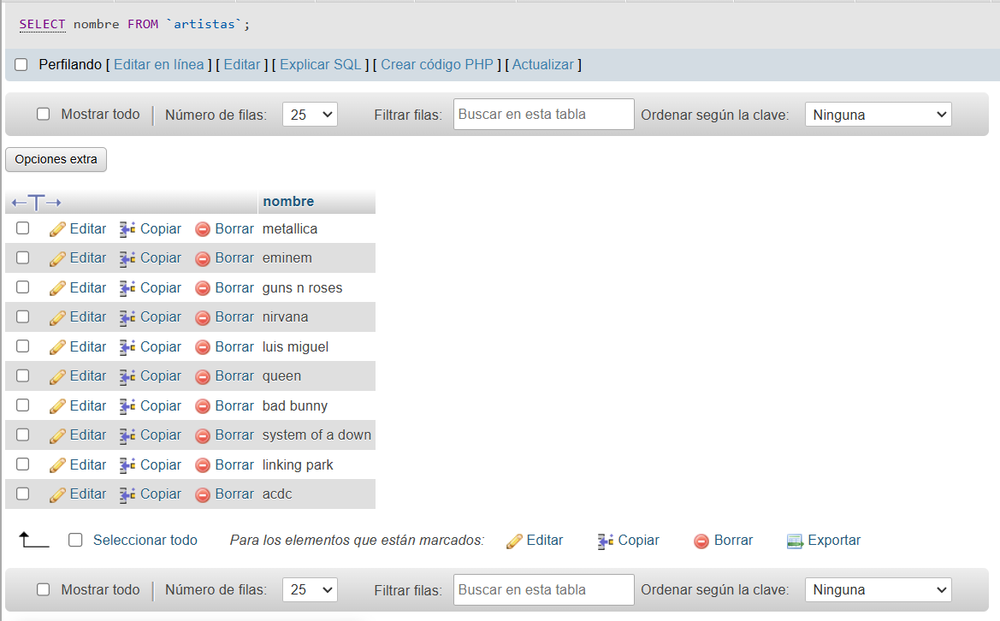 SELECT nombre FROM `artistas`;
Perfilando [ Editar en línea ] [ Editar ] [ Explicar SQL ] [ Crear código PHP ] [ Actualizar ]
Mostrar todo | Número de filas: 25 Filtrar filas: Buscar en esta tabla Ordenar según la clave: Ninguna
Opciones extra
nombre
Editar Copiar Borrar metallica
Editar Copiar Borrar eminem
Editar Copiar Borrar guns n roses
Editar Copiar Borrar nirvana
Editar Copiar Borrar luis miguel
Editar Copiar Borrar queen
Editar Copiar Borrar bad bunny
Editar Copiar Borrar system of a down
Editar Copiar Borrar linking park
Editar Copiar Borrar acdc
Seleccionar todo Para los elementos que están marcados: Editar Copiar Borrar Exportar
Mostrar todo | Número de filas: 25 Filtrar filas: Buscar en esta tabla Ordenar según la clave: Ninguna